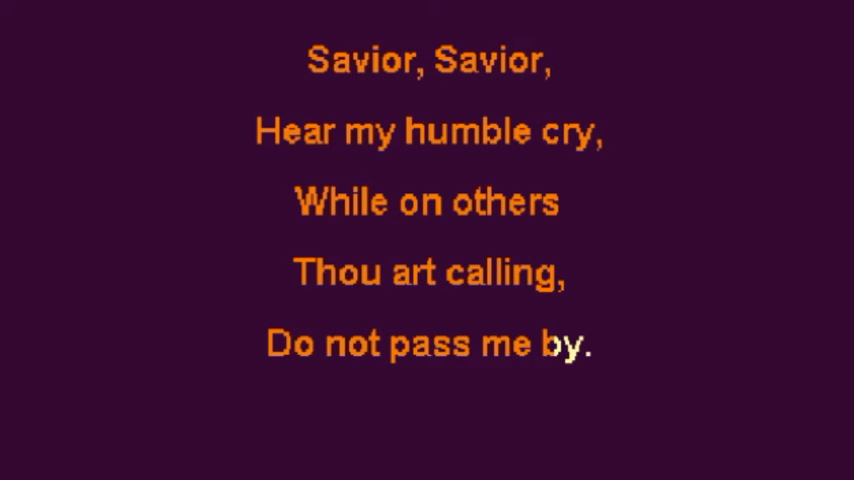 Savior, Savior,
Hear my humble cry,
While on others
Thou art calling,
Do not pass me by.